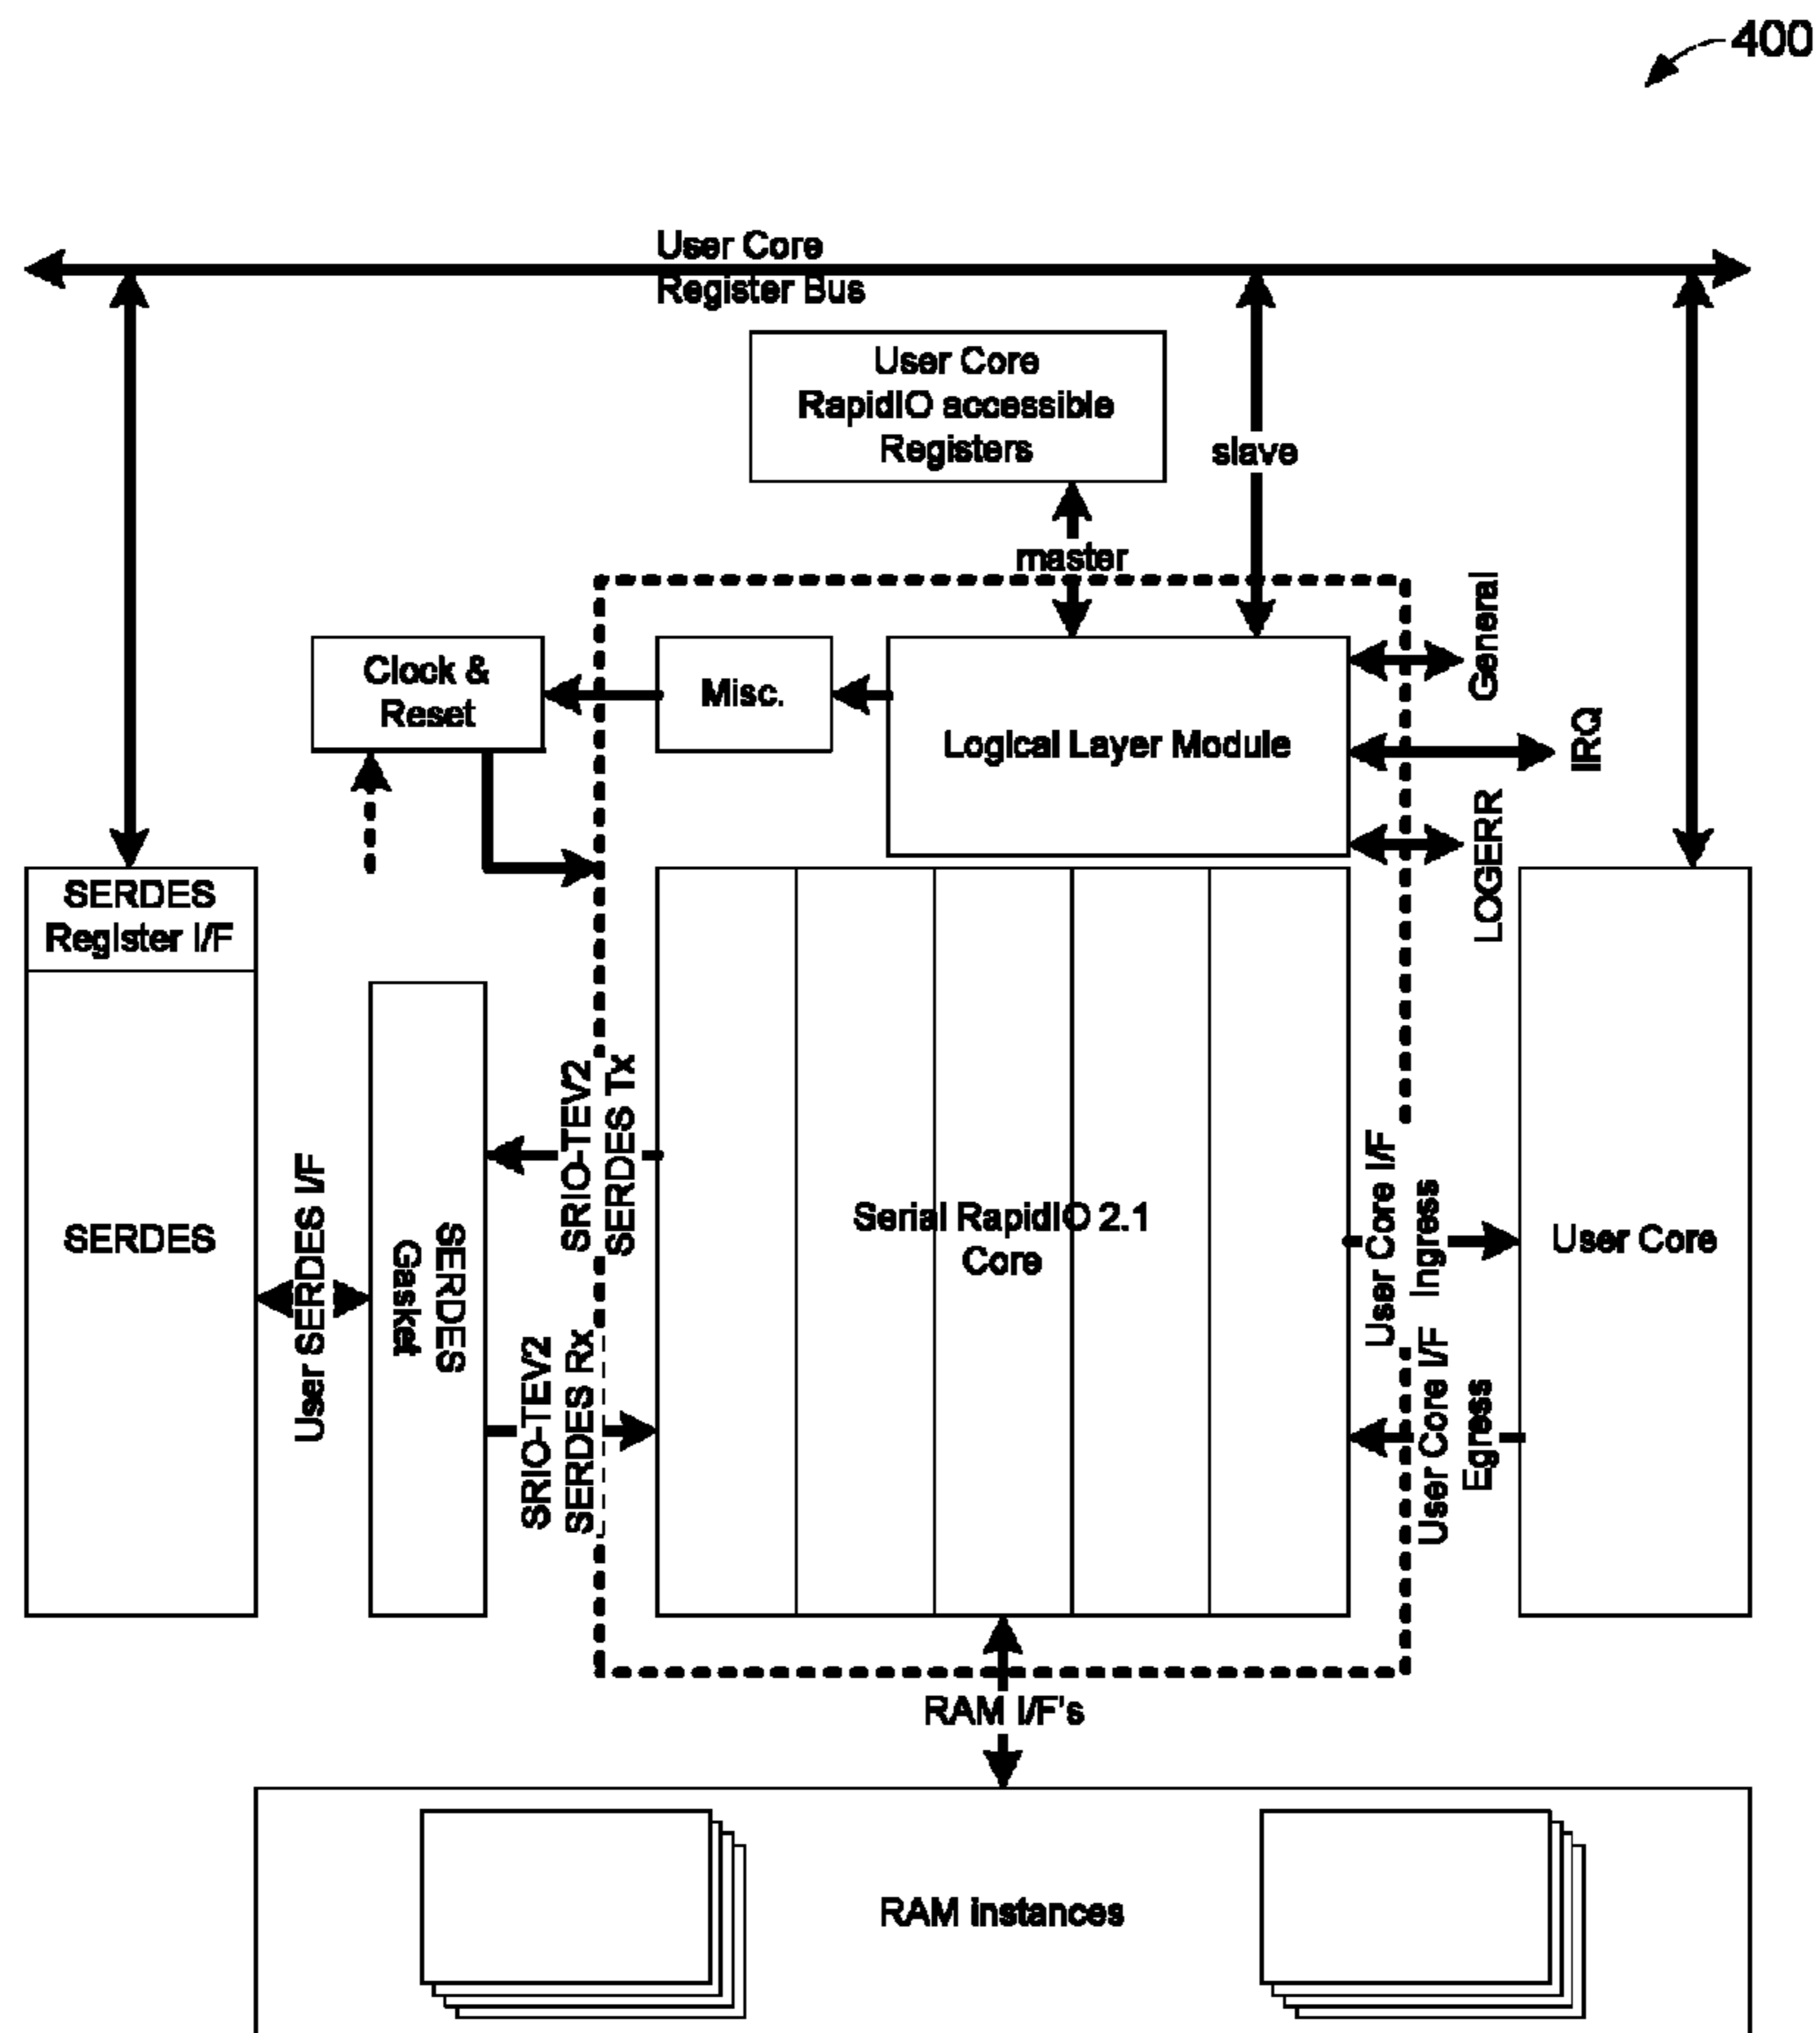 400
User Core
Register Bus
User Core
RapidIO accessible
Registers
slave
master
General
Clock &
Reset
Misc.
Logical Layer Module
IRQ
LOGERR
SERDES
Register I/F
SRIO-TEV2
SERDES Tx
User Core I/F
Ingress
User SERDES I/F
SERDES
SERDES
Gasket
Serial RapidIO 2.1
Core
User Core
SRIO-TEV2
SERDES Rx
User Core I/F
Egress
RAM I/F's
RAM instances